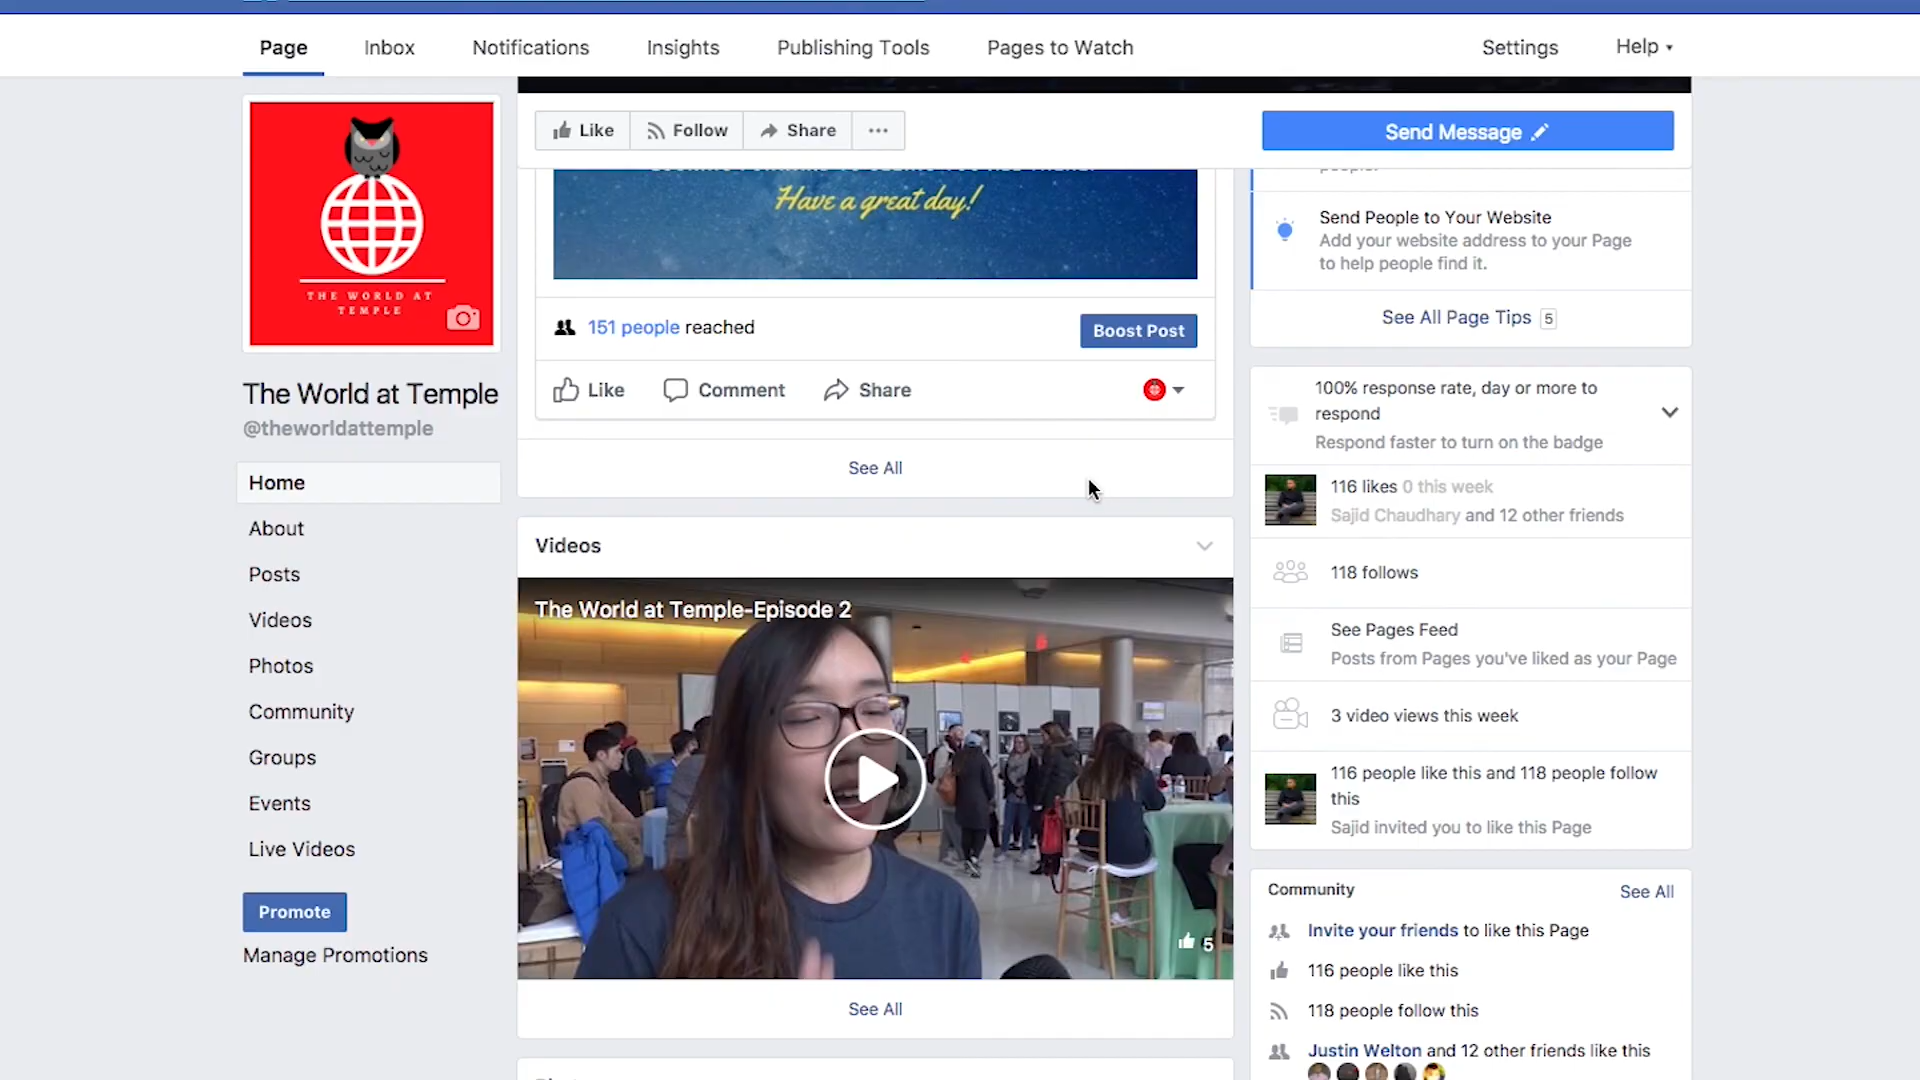 Page
Inbox
Notifications
Insights
Publishing Tools
Pages to Watch
Settings
Help
Like
Follow
Share
Send Message
THE WORLD AT
TEMPLE
The World at Temple
@theworldattemple
Home
About
Posts
Videos
Photos
Community
Groups
Events
Live Videos
Promote
Manage Promotions
Have a great day!
151 people reached
Boost Post
Like
Comment
Share
See All
Videos
The World at Temple-Episode 2
5
See All
people.
Send People to Your Website
Add your website address to your Page
to help people find it.
See All Page Tips 5
100% response rate, day or more to
respond
Respond faster to turn on the badge
116 likes 0 this week
Sajid Chaudhary and 12 other friends
118 follows
See Pages Feed
Posts from Pages you've liked as your Page
3 video views this week
116 people like this and 118 people follow
this
Sajid invited you to like this Page
Community
See All
Invite your friends to like this Page
116 people like this
118 people follow this
Justin Welton and 12 other friends like this